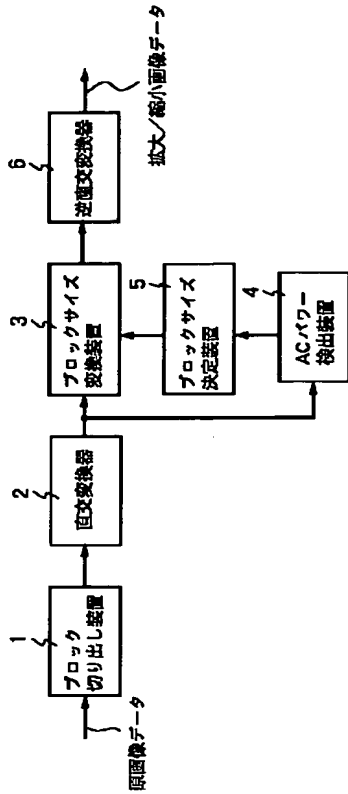 原画像データ
1
ブロック
切り出し装置
2
直交変換器
3
ブロックサイズ
変換装置
6
逆直交変換器
拡大/縮小画像データ
5
ブロックサイズ
決定装置
4
ACパワー
検出装置